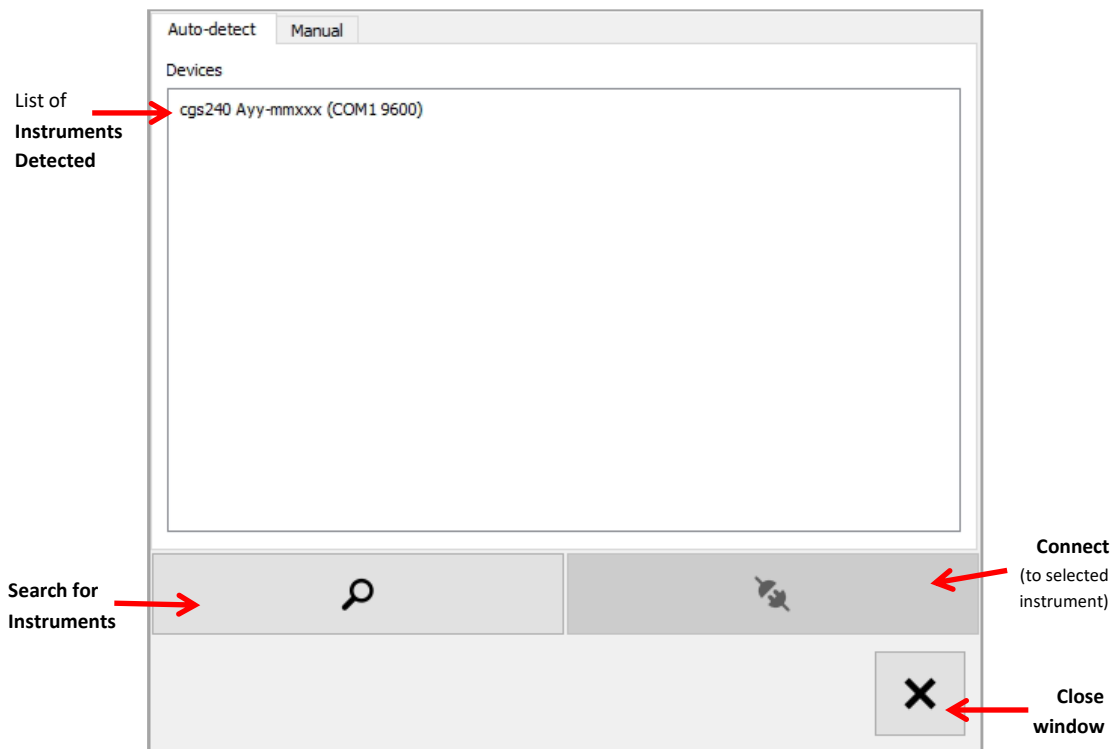 Auto-detect Manual
Devices
cgs240 Ayy-mmxxx (COM1 9600)
List of
Instruments
Detected
Search for
Instruments
Connect
(to selected
instrument)
Close
window